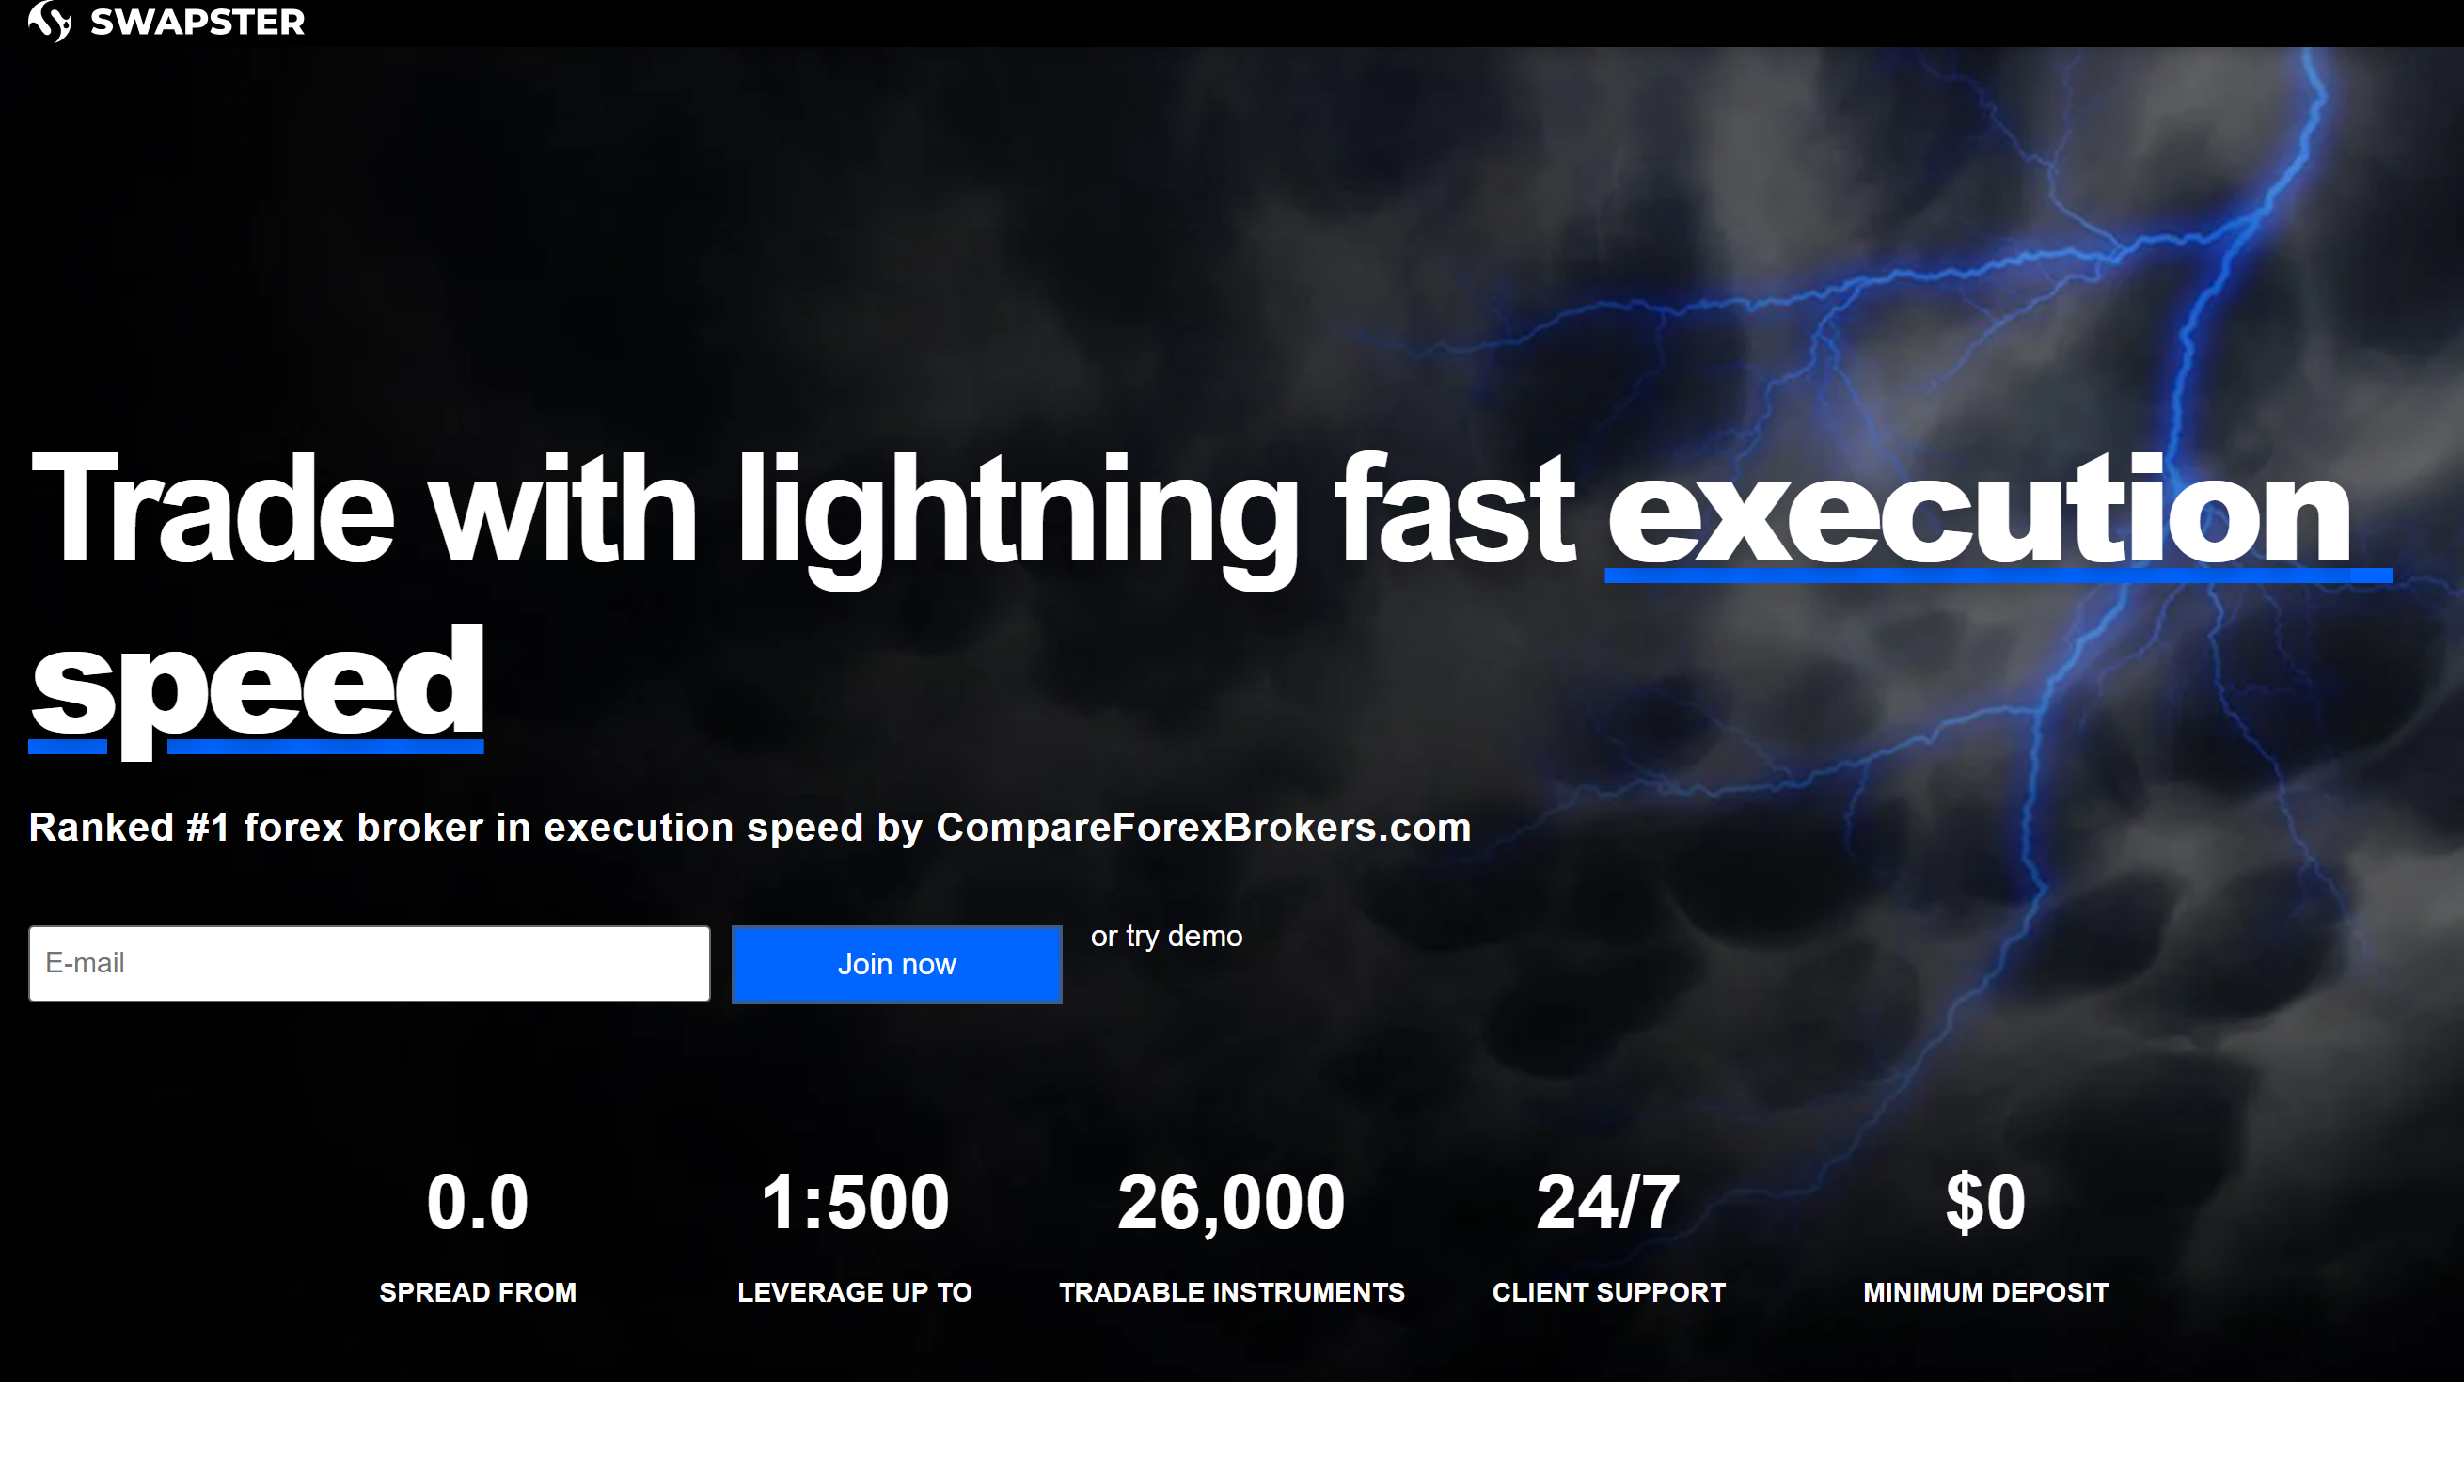 SWAPSTER
Trade with lightning fast execution
speed
Ranked #1 forex broker in execution speed by CompareForexBrokers.com
E-mail
Join now
or try demo
0.0
1:500
26,000
24/7
$0
SPREAD FROM
LEVERAGE UP TO
TRADABLE INSTRUMENTS
CLIENT SUPPORT
MINIMUM DEPOSIT